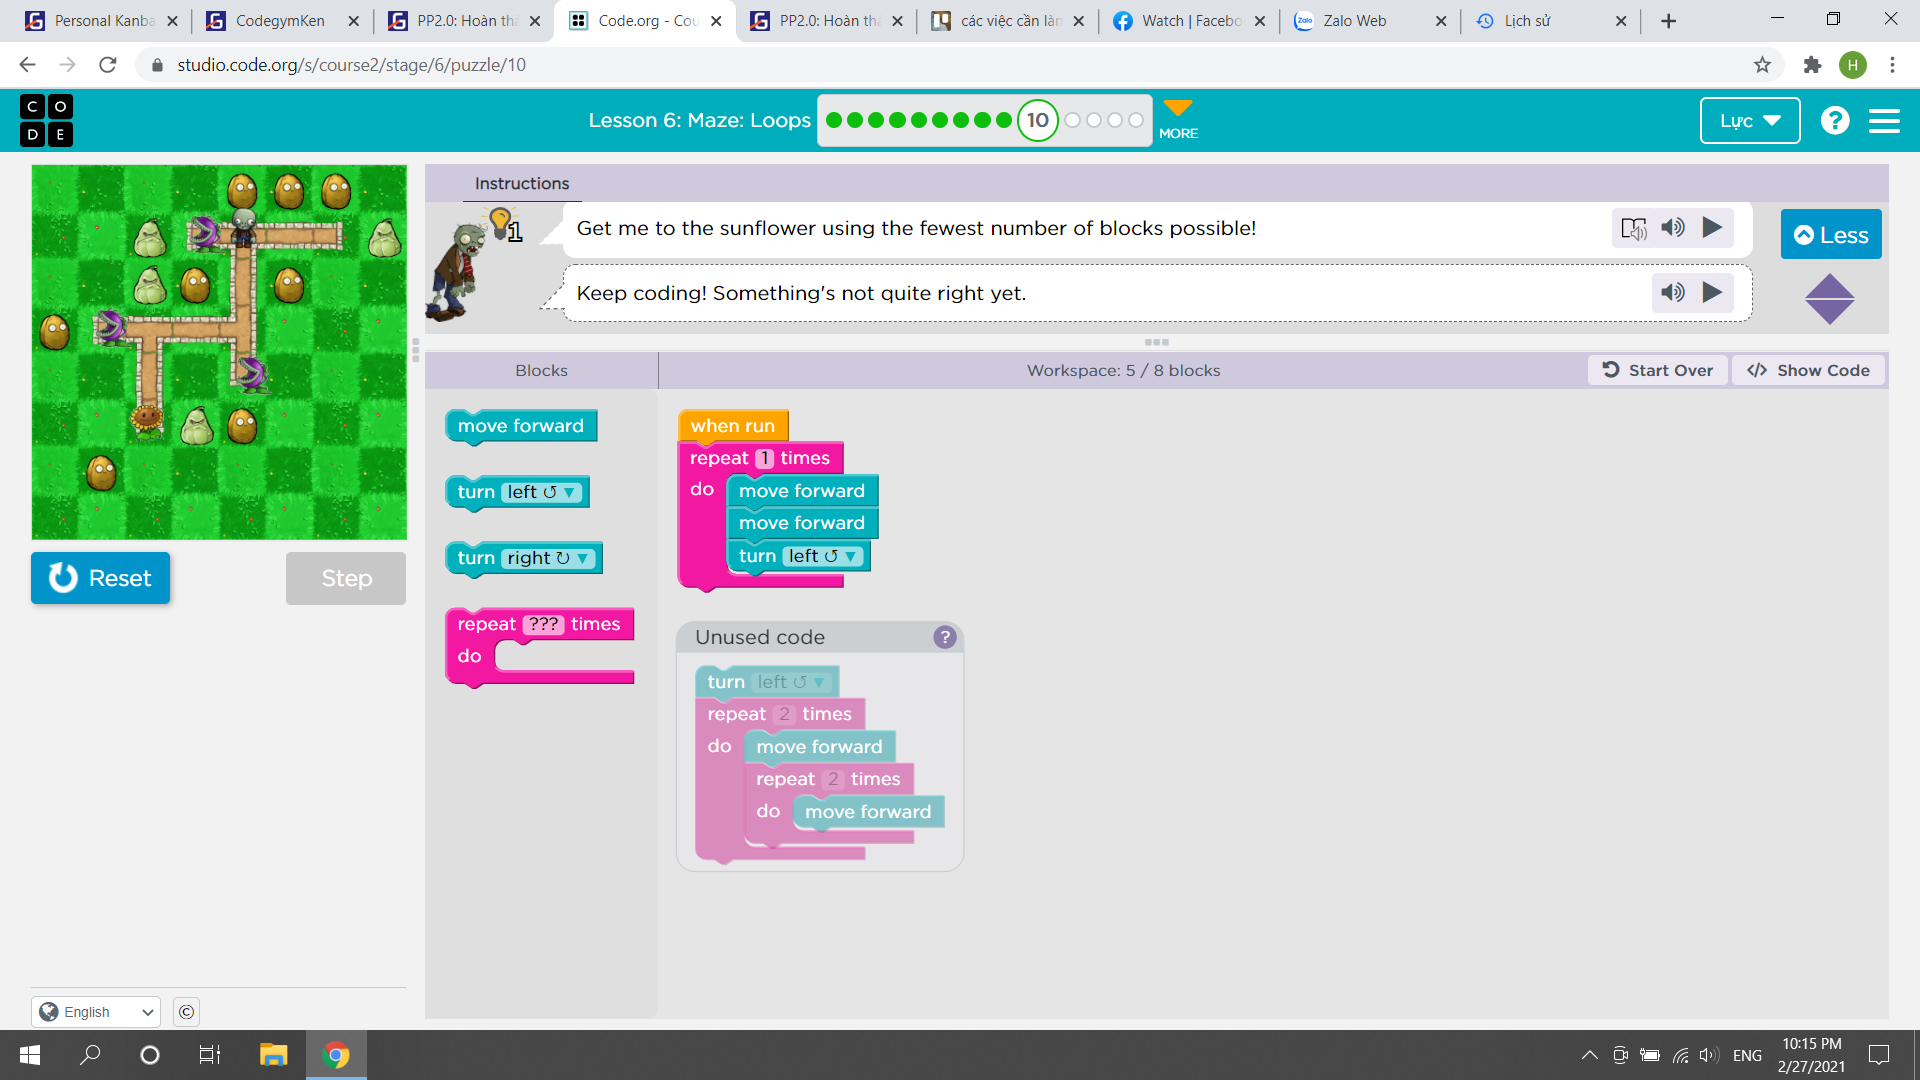 Personal Kanba
CodegymKen
PP2.0: Hoàn thà
Code.org - Cou
PP2.0: Hoàn thà
các việc cần làm
Watch | Facebo
Zalo Web
Lịch sử
studio.code.org/s/course2/stage/6/puzzle/10
H
C O
D E
Lesson 6: Maze: Loops
10
MORE
Lực
?
Instructions
1
Get me to the sunflower using the fewest number of blocks possible!
Less
Keep coding! Something's not quite right yet.
Blocks
Workspace: 5 / 8 blocks
Start Over
</> Show Code
move forward
turn left
turn right
repeat ??? times
do
when run
repeat 1 times
do move forward
move forward
turn left
Unused code
?
turn left
repeat 2 times
do move forward
repeat 2 times
do move forward
Reset
Step
English
©
ENG
10:15 PM
2/27/2021